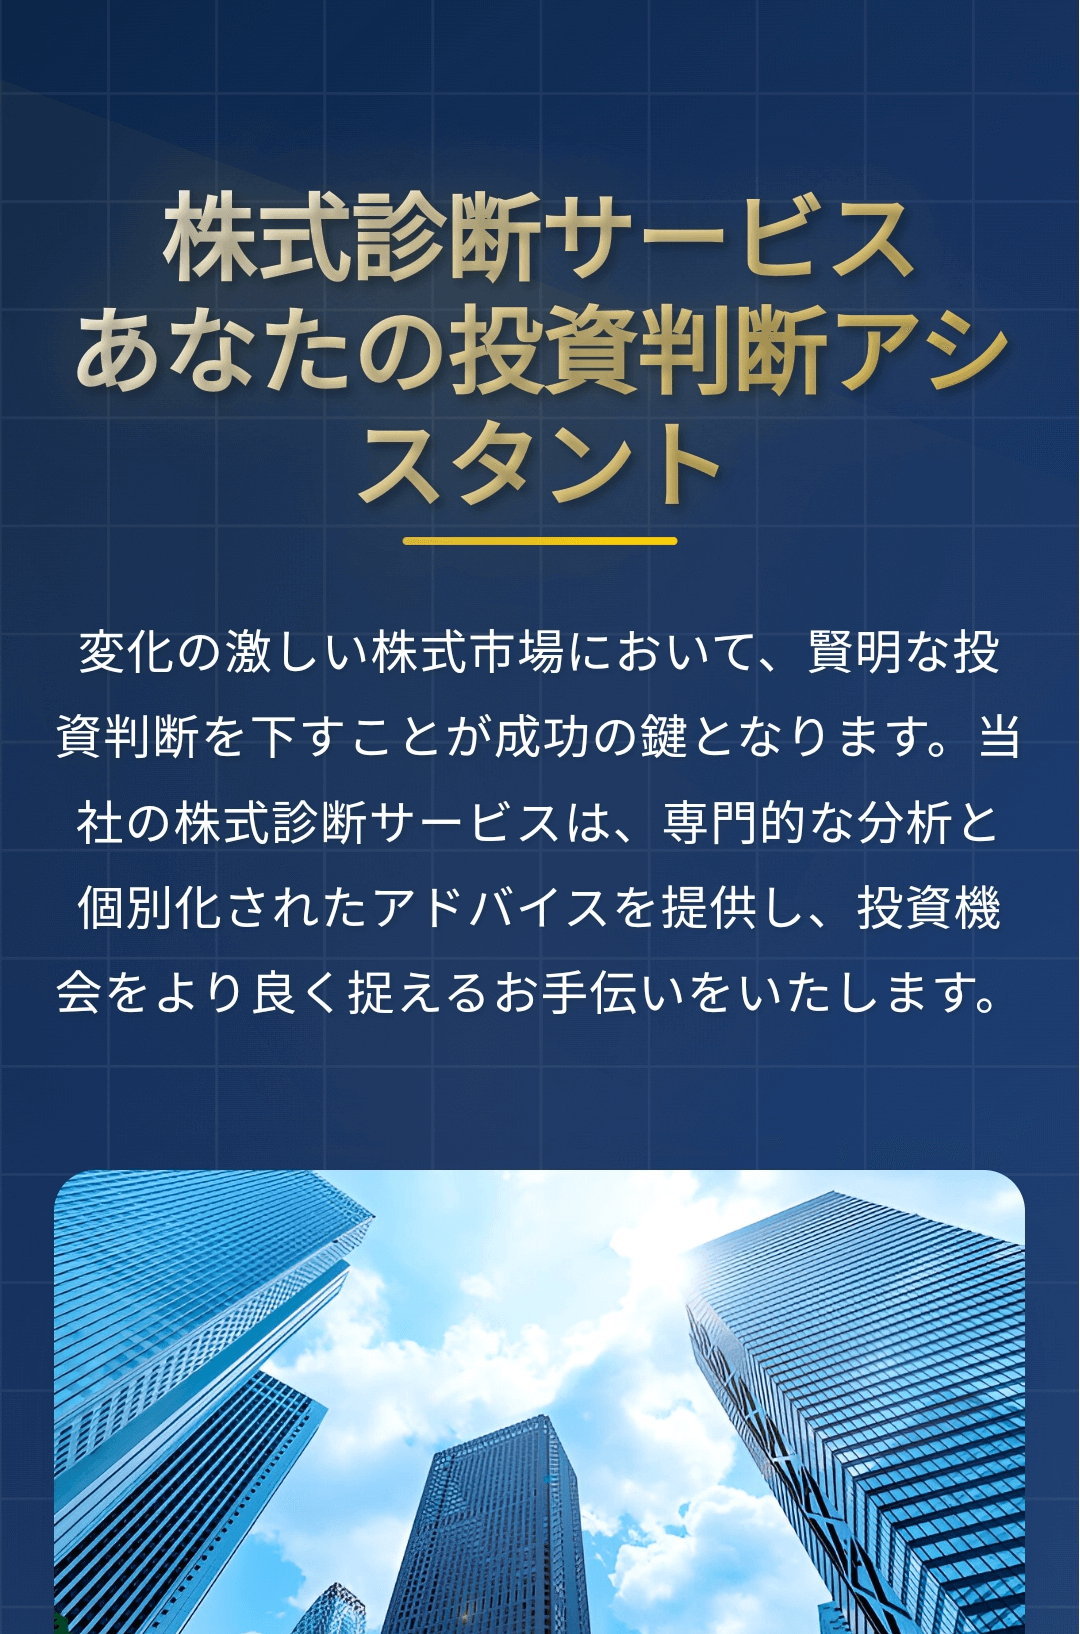 株式診断サービス
あなたの投資判断アシ
スタント
変化の激しい株式市場において、賢明な投
資判断を下すことが成功の鍵となります。当
社の株式診断サービスは、専門的な分析と
個別化されたアドバイスを提供し、投資機
会をより良く捉えるお手伝いをいたします。